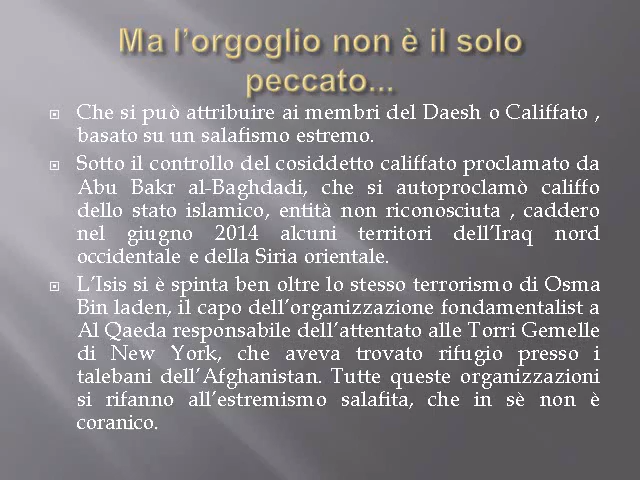 Ma l'orgoglio non è il solo
peccato...
Che si può attribuire ai membri del Daesh o Califfato ,
basato su un salafismo estremo.
Sotto il controllo del cosiddetto califfato proclamato da
Abu Bakr al-Baghdadi, che si autoproclamò califfo
dello stato islamico, entità non riconosciuta , caddero
nel giugno 2014 alcuni territori dell'Iraq nord
occidentale e della Siria orientale.
L'Isis si è spinta ben oltre lo stesso terrorismo di Osma
Bin laden, il capo dell'organizzazione fondamentalist a
Al Qaeda responsabile dell'attentato alle Torri Gemelle
di New York, che aveva trovato rifugio presso i
talebani dell'Afghanistan. Tutte queste organizzazioni
si rifanno all'estremismo salafita, che in sè non è
coranico.